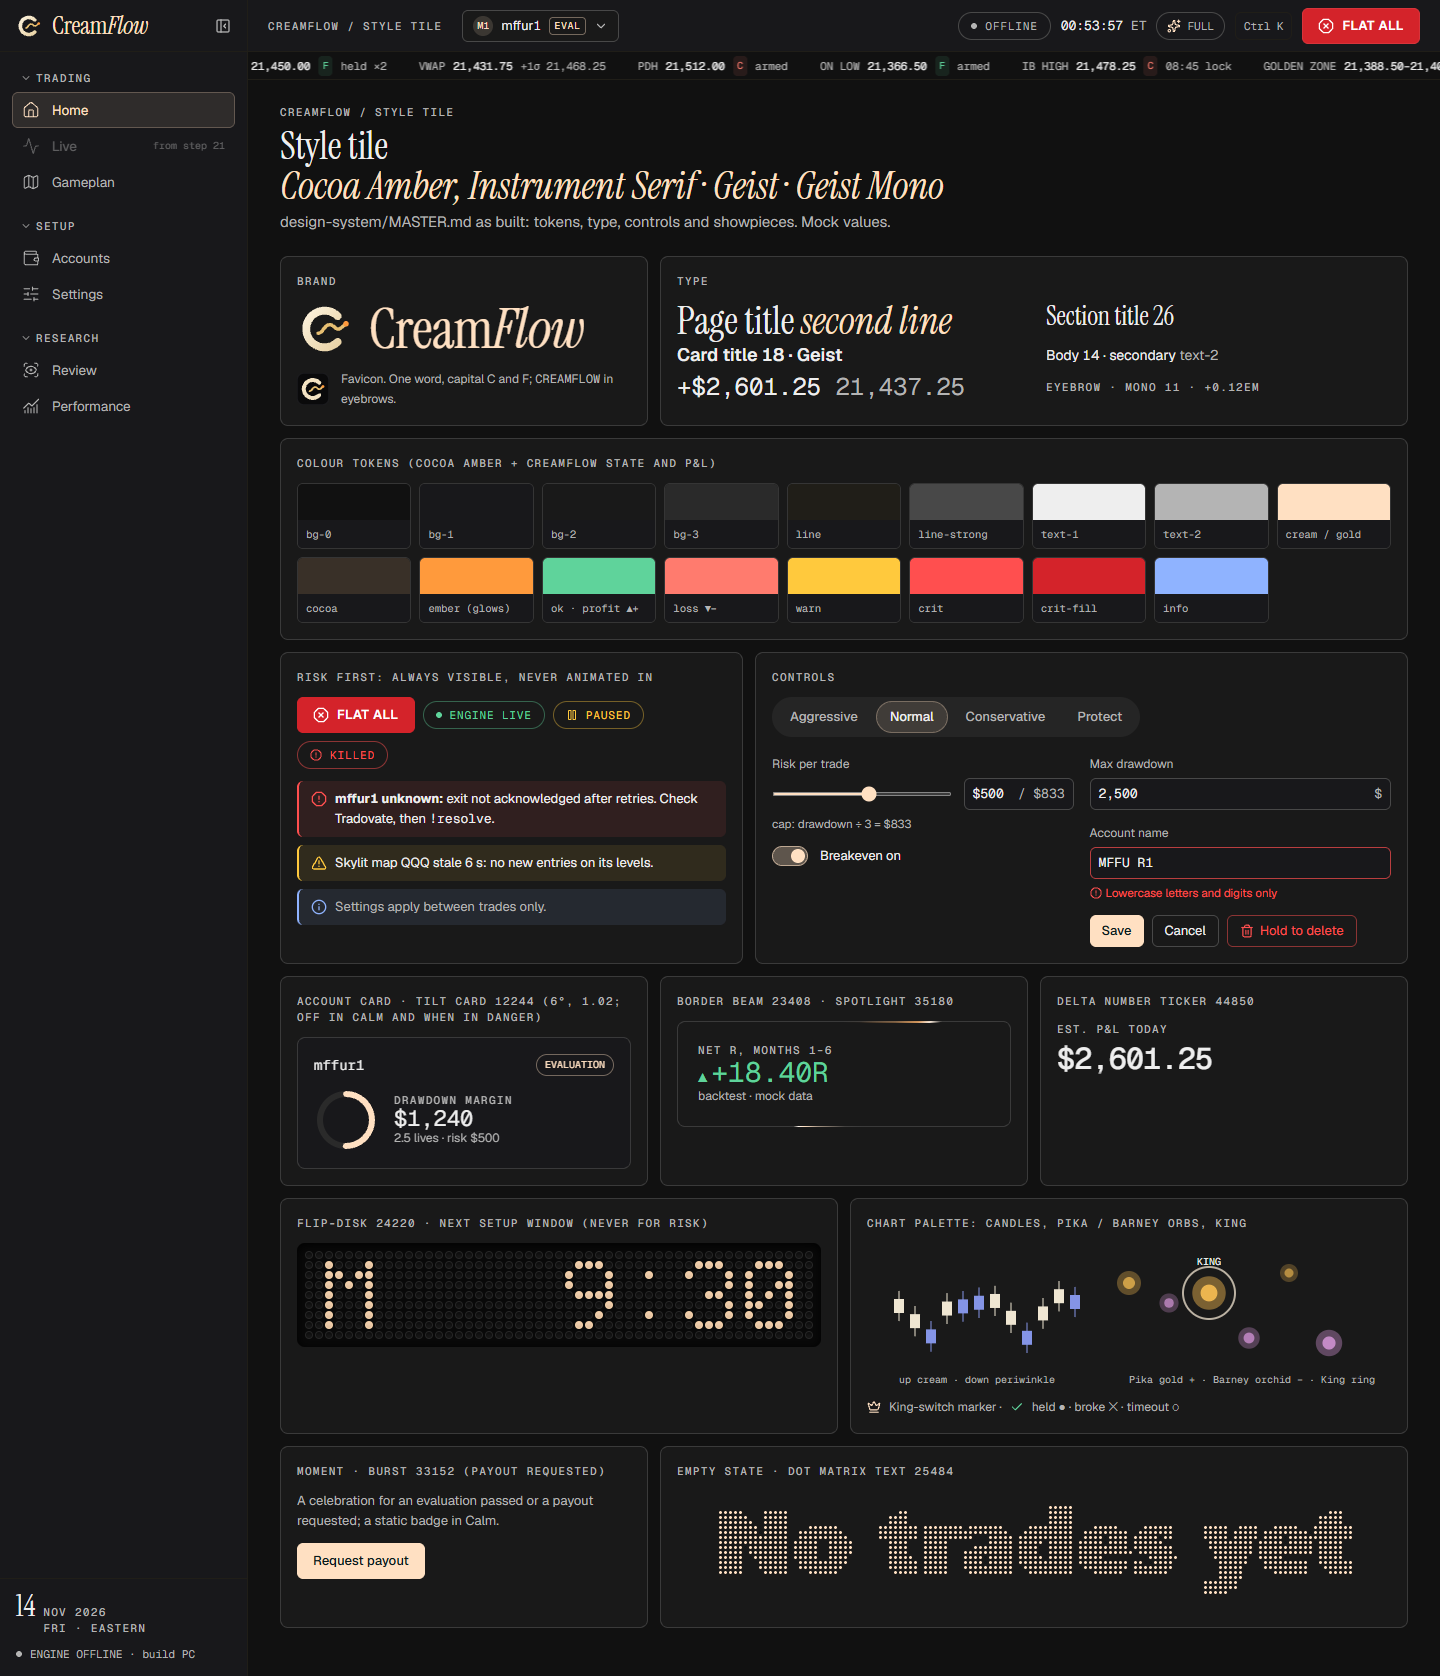 CreamFlow
CREAMFLOW / STYLE TILE
M1 mffur1 EVAL
OFFLINE
00:53:57 ET
FULL
Ctrl K
FLAT ALL
21,450.00 F held ×2 VWAP 21,431.75 +1σ 21,468.25 PDH 21,512.00 C armed ON LOW 21,366.50 F armed IB HIGH 21,478.25 C 08:45 lock GOLDEN ZONE 21,388.50–21,40
TRADING
Home
Live from step 21
Gameplan
SETUP
Accounts
Settings
RESEARCH
Review
Performance
14 NOV 2026
FRI · EASTERN
ENGINE OFFLINE · build PC
CREAMFLOW / STYLE TILE
Style tile
Cocoa Amber, Instrument Serif · Geist · Geist Mono
design-system/MASTER.md as built: tokens, type, controls and showpieces. Mock values.
BRAND
CreamFlow
Favicon. One word, capital C and F; CREAMFLOW in
eyebrows.
TYPE
Page title second line
Card title 18 · Geist
+$2,601.25 21,437.25
Section title 26
Body 14 · secondary text-2
EYEBROW · MONO 11 · +0.12EM
COLOUR TOKENS (COCOA AMBER + CREAMFLOW STATE AND P&L)
bg-0 bg-1 bg-2 bg-3 line line-strong text-1 text-2 cream / gold
cocoa ember (glows) ok · profit ▲+ loss ▼− warn crit crit-fill info
RISK FIRST: ALWAYS VISIBLE, NEVER ANIMATED IN
FLAT ALL ENGINE LIVE PAUSED
KILLED
mffur1 unknown: exit not acknowledged after retries. Check
Tradovate, then !resolve.
Skylit map QQQ stale 6 s: no new entries on its levels.
Settings apply between trades only.
CONTROLS
Aggressive Normal Conservative Protect
Risk per trade
$500 / $833
cap: drawdown ÷ 3 = $833
Breakeven on
Max drawdown
2,500 $
Account name
MFFU R1
Lowercase letters and digits only
Save Cancel Hold to delete
ACCOUNT CARD · TILT CARD 12244 (6°, 1.02;
OFF IN CALM AND WHEN IN DANGER)
mffur1 EVALUATION
DRAWDOWN MARGIN
$1,240
2.5 lives · risk $500
BORDER BEAM 23408 · SPOTLIGHT 35180
NET R, MONTHS 1–6
▲+18.40R
backtest · mock data
DELTA NUMBER TICKER 44850
EST. P&L TODAY
$2,601.25
FLIP-DISK 24220 · NEXT SETUP WINDOW (NEVER FOR RISK)
M 9:30
CHART PALETTE: CANDLES, PIKA / BARNEY ORBS, KING
KING
up cream · down periwinkle
Pika gold + · Barney orchid − · King ring
King-switch marker · ✓ held ● · broke ✕ · timeout ○
MOMENT · BURST 33152 (PAYOUT REQUESTED)
A celebration for an evaluation passed or a payout
requested; a static badge in Calm.
Request payout
EMPTY STATE · DOT MATRIX TEXT 25484
No trades yet